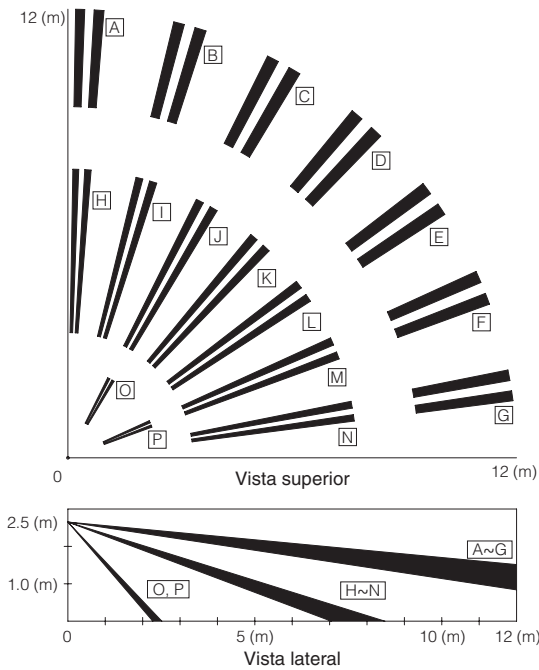 12 (m)
A
B
C
D
E
F
G
H
I
J
K
L
M
N
O
P
0
12 (m)
Vista superior
2.5 (m)
1.0 (m)
A~G
O, P
H~N
0
5 (m)
10 (m)
12 (m)
Vista lateral